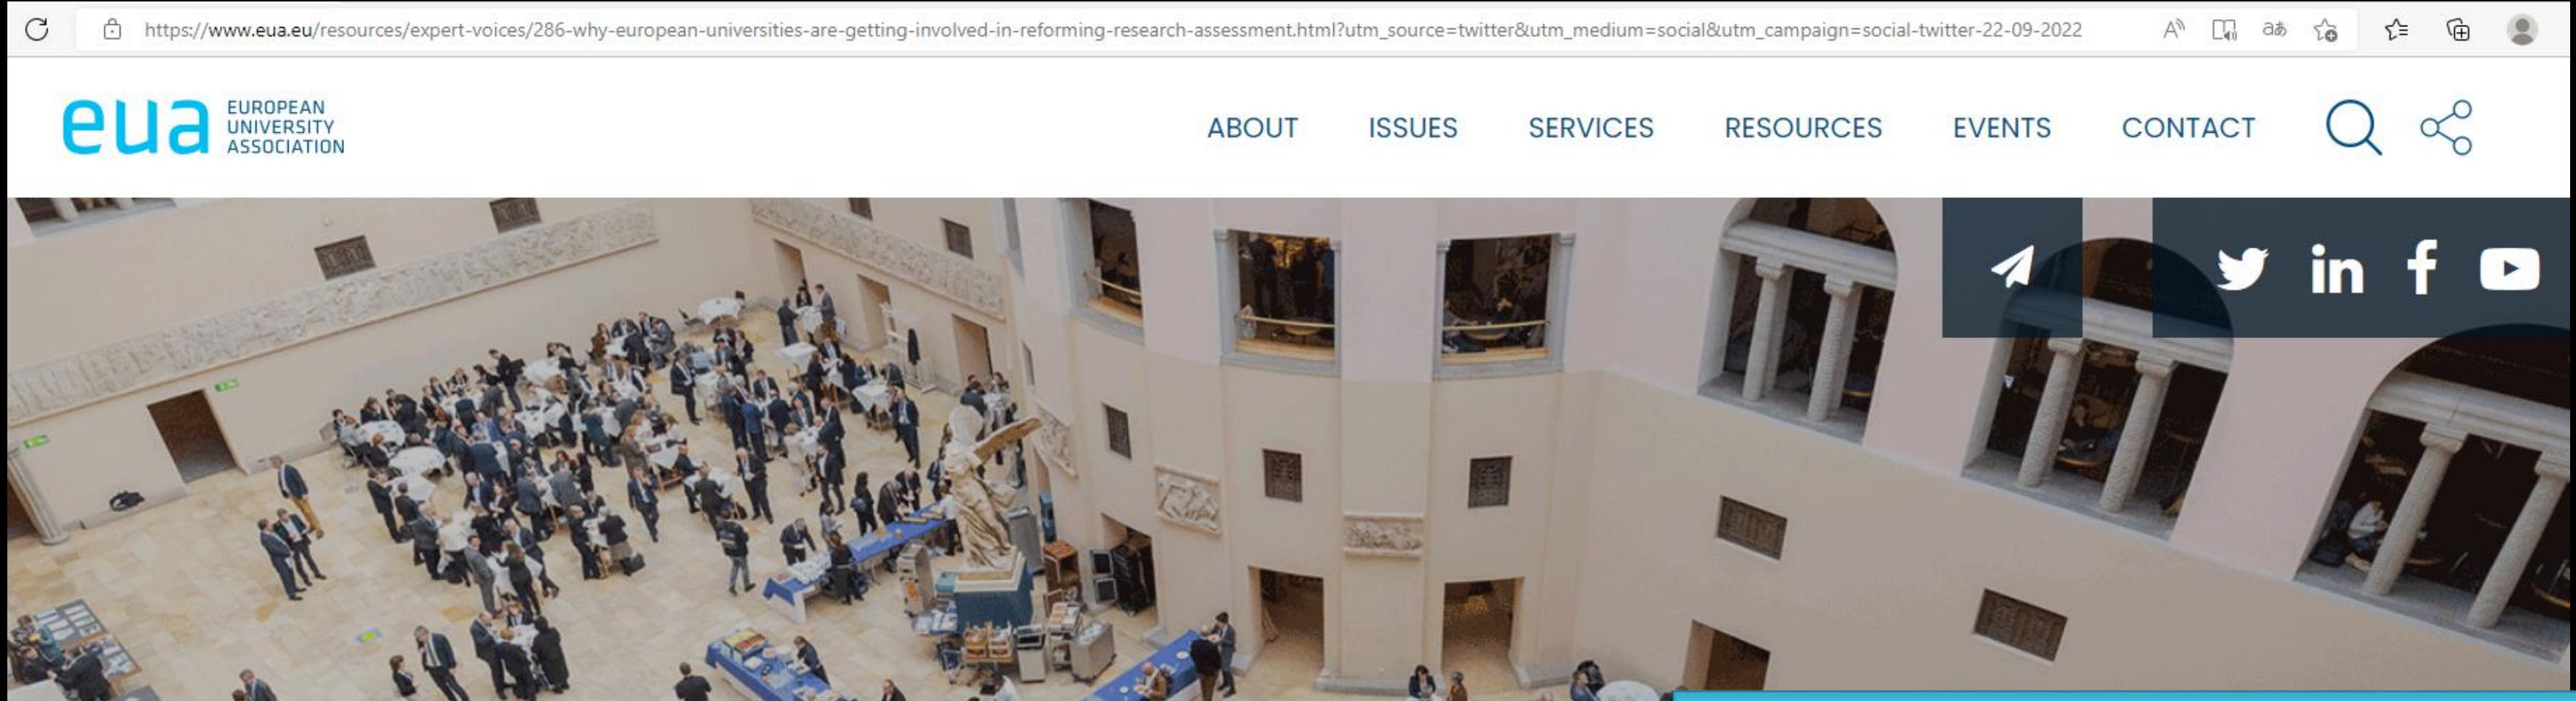 https://www.eua.eu/resources/expert-voices/286-why-european-universities-are-getting-involved-in-reforming-research-assessment.html?utm_source=twitter&utm_medium=social&utm_campaign=social-twitter-22-09-2022
eua EUROPEAN
UNIVERSITY
ASSOCIATION
ABOUT ISSUES SERVICES RESOURCES EVENTS CONTACT
in f